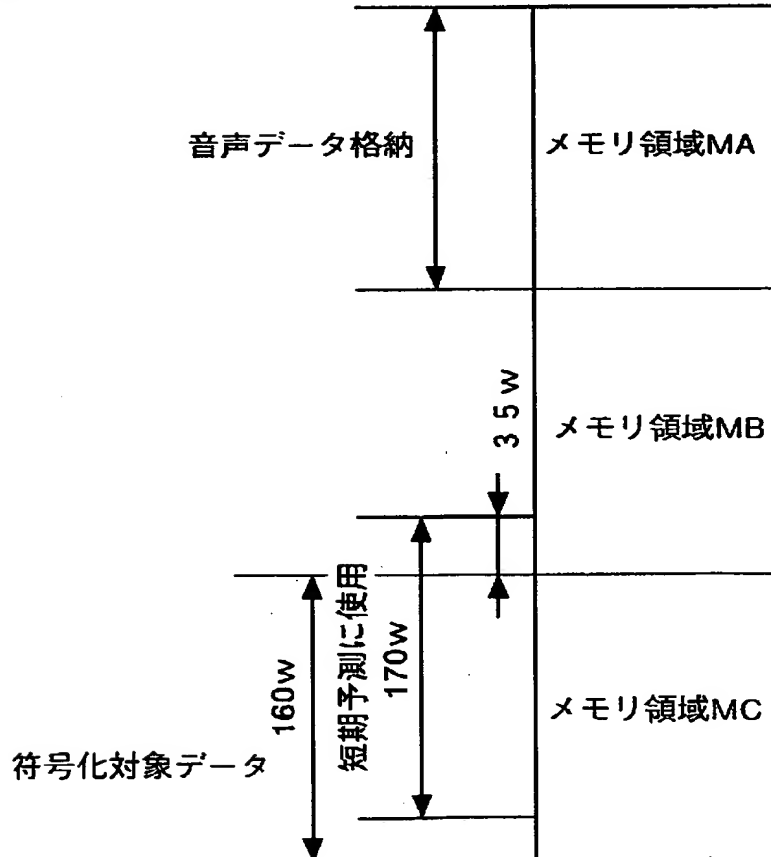 音声データ格納
メモリ領域MA
35w
メモリ領域MB
短期予測に使用
170w
160w
メモリ領域MC
符号化対象データ